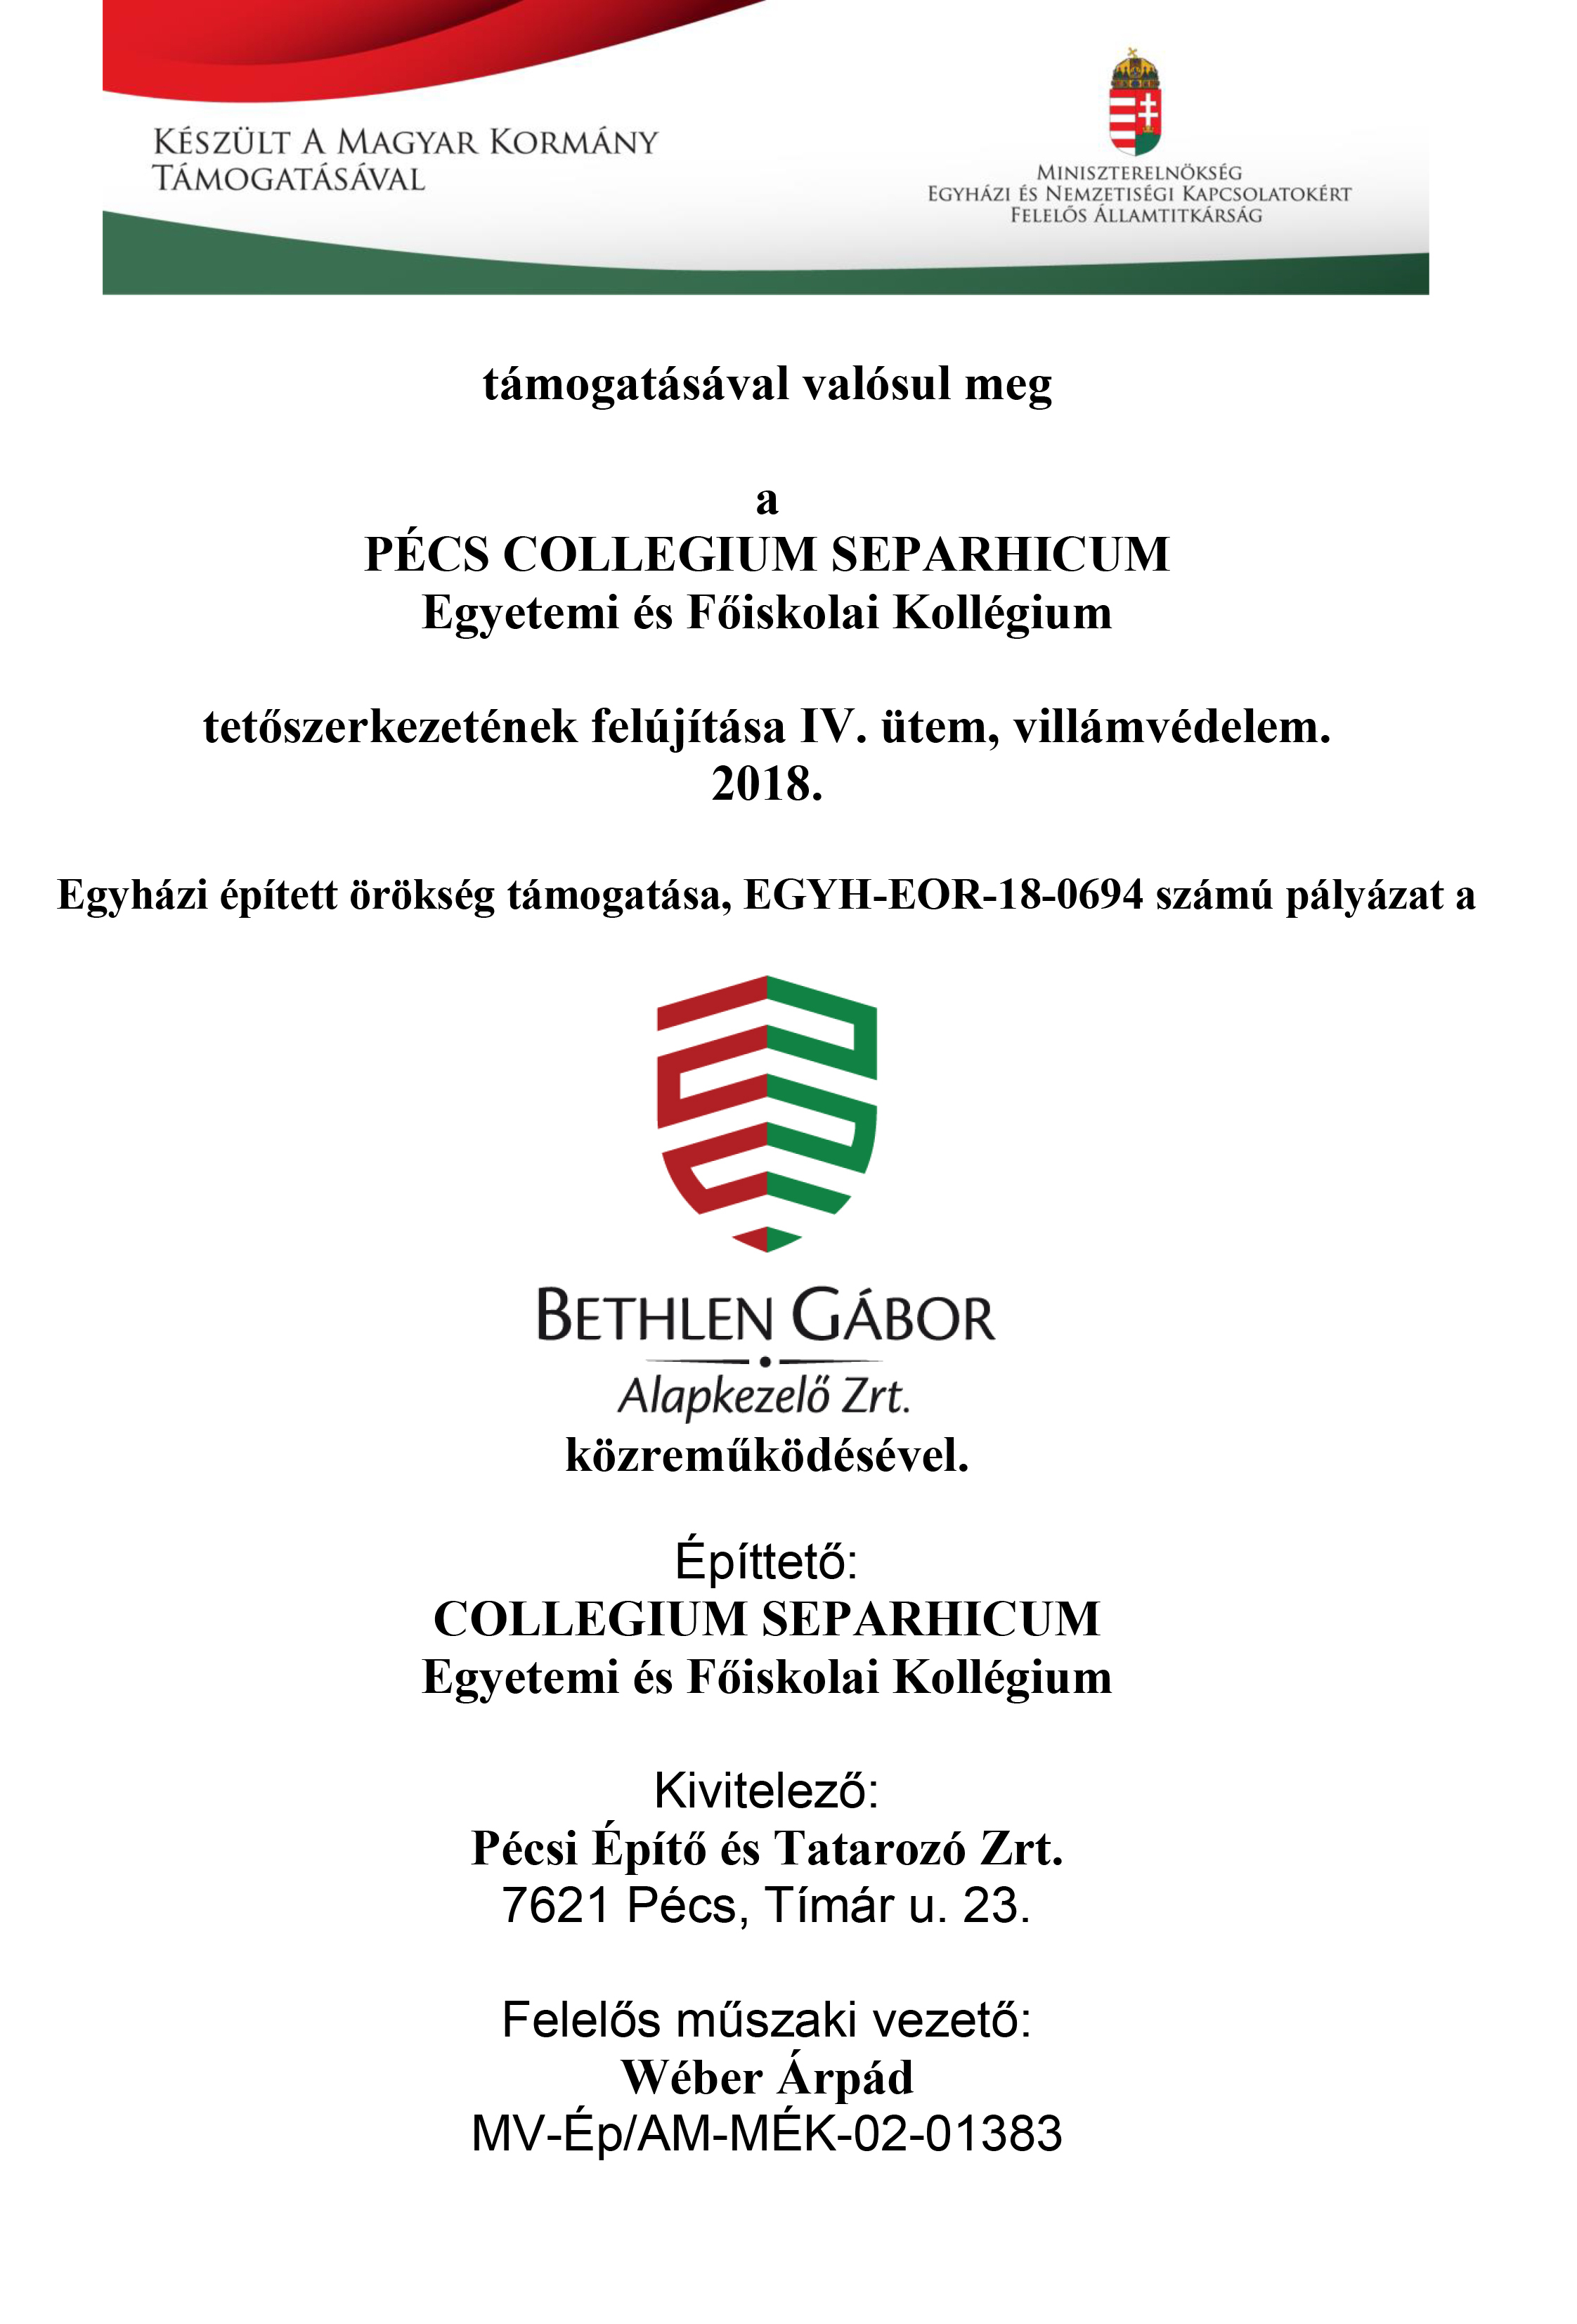 KÉSZÜLT A MAGYAR KORMÁNY
TÁMOGATÁSÁVAL
MINISZTERELNÖKSÉG
EGYHÁZI ÉS NEMZETISÉGI KAPCSOLATOKÉRT
FELELŐS ÁLLAMTITKÁRSÁG
támogatásával valósul meg
a
PÉCS COLLEGIUM SEPARHICUM
Egyetemi és Főiskolai Kollégium
tetőszerkezetének felújítása IV. ütem, villámvédelem.
2018.
Egyházi épített örökség támogatása, EGYH-EOR-18-0694 számú pályázat a
BETHLEN GÁBOR
Alapkezelő Zrt.
közreműködésével.
Építtető:
COLLEGIUM SEPARHICUM
Egyetemi és Főiskolai Kollégium
Kivitelező:
Pécsi Építő és Tatarozó Zrt.
7621 Pécs, Tímár u. 23.
Felelős műszaki vezető:
Wéber Árpád
MV-Ép/AM-MÉK-02-01383